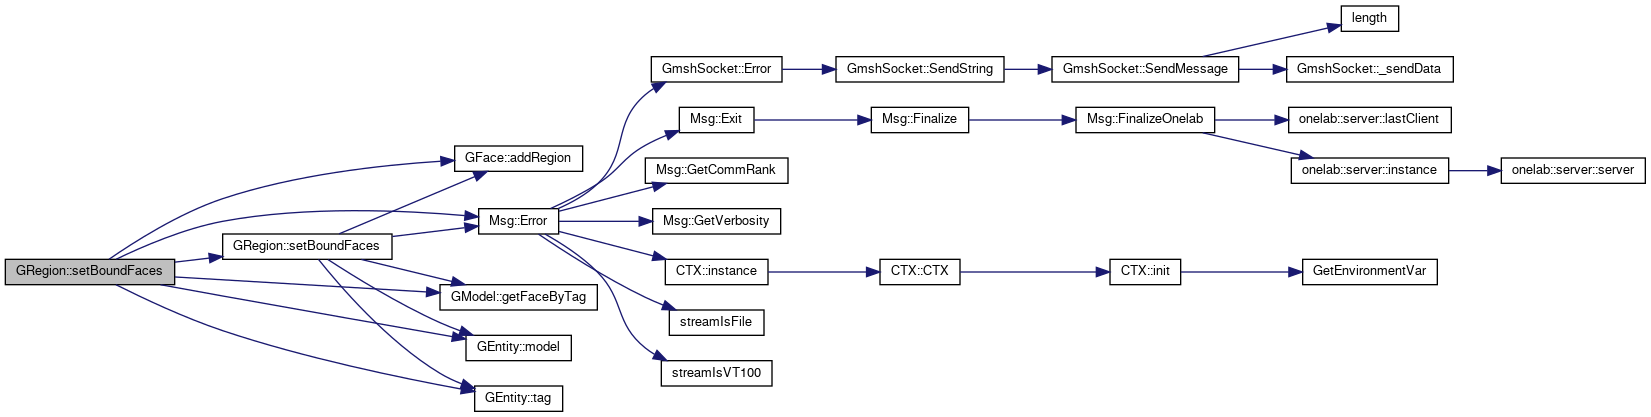 GRegion::setBoundFaces
GRegion::setBoundFaces
GFace::addRegion
Msg::Error
GModel::getFaceByTag
GEntity::model
GEntity::tag
GmshSocket::Error
Msg::Exit
Msg::GetCommRank
Msg::GetVerbosity
CTX::instance
streamIsFile
streamIsVT100
GmshSocket::SendString
Msg::Finalize
CTX::CTX
GmshSocket::SendMessage
Msg::FinalizeOnelab
CTX::init
length
GmshSocket::_sendData
onelab::server::lastClient
onelab::server::instance
GetEnvironmentVar
onelab::server::server